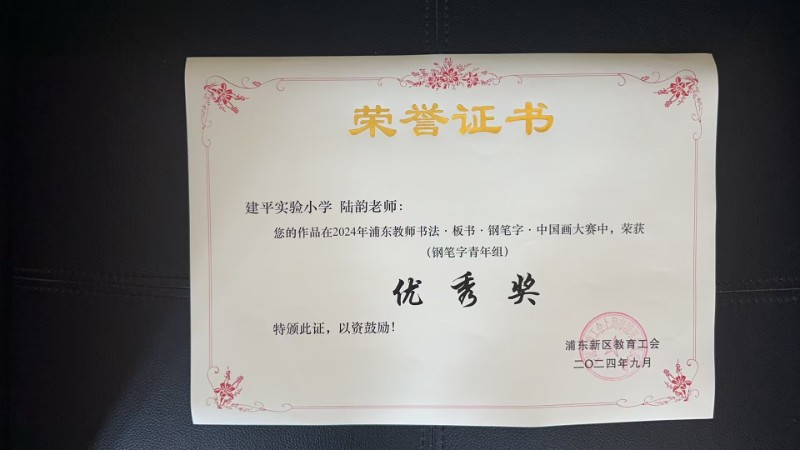 荣誉证书
建平实验小学 陆韵老师:
您的作品在2024年浦东教师书法·板书·钢笔字·中国画大赛中，荣获
（钢笔字青年组）
优秀奖
特颁此证，以资鼓励！
浦东新区教育工会
二〇二四年九月